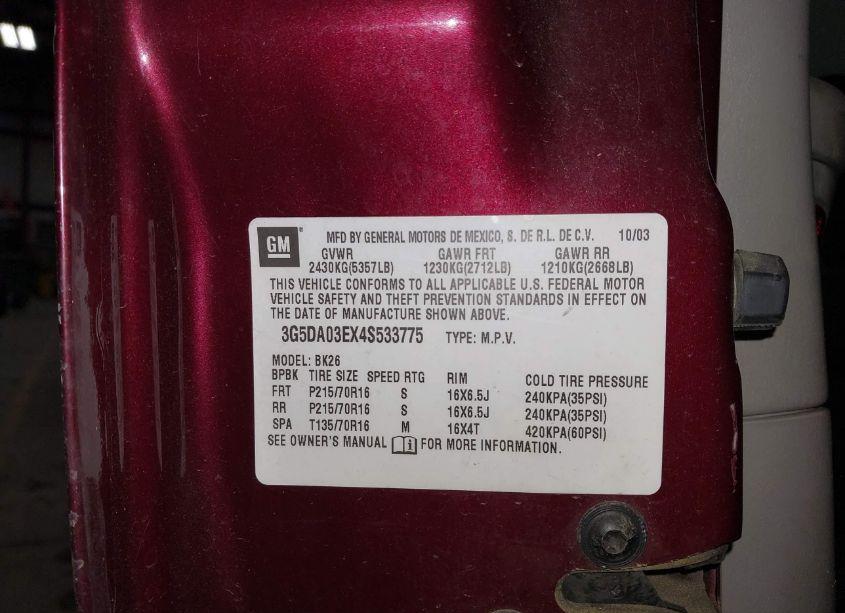 GM MFD BY GENERAL MOTORS DE MEXICO, S. DE R.L. DE C.V. 10/03
GVWR GAWR FRT GAWR RR
2430KG(5357LB) 1230KG(2712LB) 1210KG(2668LB)
THIS VEHICLE CONFORMS TO ALL APPLICABLE U.S. FEDERAL MOTOR
VEHICLE SAFETY AND THEFT PREVENTION STANDARDS IN EFFECT ON
THE DATE OF MANUFACTURE SHOWN ABOVE.
3G5DA03EX4S533775 TYPE: M.P.V.
MODEL: BK26
BPBK TIRE SIZE SPEED RTG RIM COLD TIRE PRESSURE
FRT P215/70R16 S 16X6.5J 240KPA(35PSI)
RR P215/70R16 S 16X6.5J 240KPA(35PSI)
SPA T135/70R16 M 16X4T 420KPA(60PSI)
SEE OWNER'S MANUAL i FOR MORE INFORMATION.